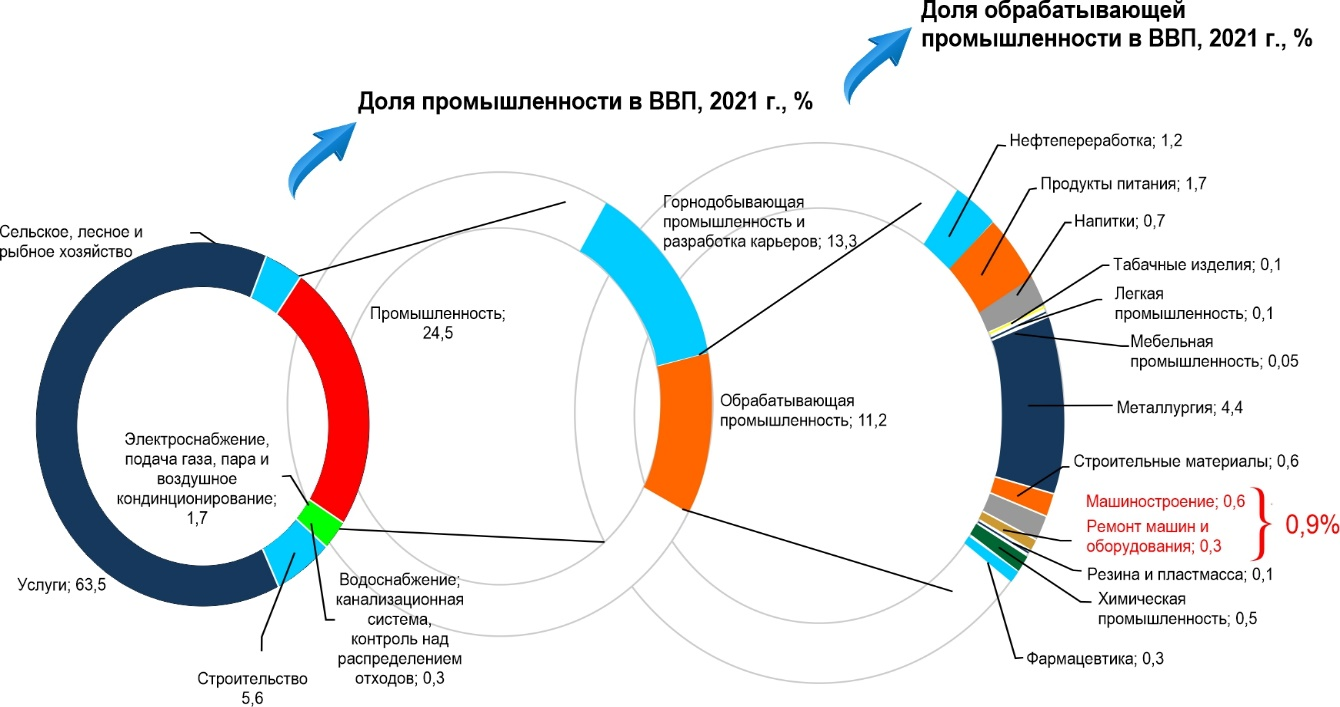 Доля обрабатывающей
промышленности в ВВП, 2021 г., %
Доля промышленности в ВВП, 2021 г., %
Сельское, лесное и
рыбное хозяйство
Промышленность;
24,5
Электроснабжение,
подача газа, пара и
воздушное
кондинционирование;
1,7
Услуги; 63,5
Строительство
5,6
Водоснабжение;
канализационная
система,
контроль над
распределением
отходов; 0,3
Горнодобывающая
промышленность и
разработка карьеров; 13,3
Обрабатывающая
промышленность; 11,2
Нефтепереработка; 1,2
Продукты питания; 1,7
Напитки; 0,7
Табачные изделия; 0,1
Легкая
промышленность; 0,1
Мебельная
промышленность; 0,05
Металлургия; 4,4
Строительные материалы; 0,6
Машиностроение; 0,6
Ремонт машин и
оборудования; 0,3
0,9%
Резина и пластмасса; 0,1
Химическая
промышленность; 0,5
Фармацевтика; 0,3